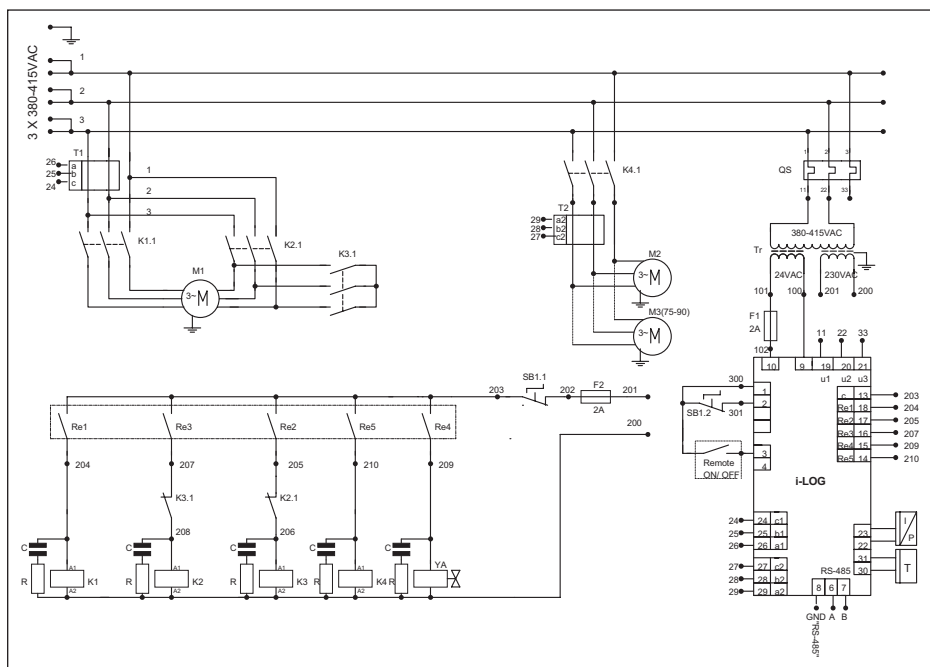 3 X 380-415VAC
1
2
3
T1
26 a
25 b
24 c
1
2
3
K1.1
K2.1
K3.1
M1
3~ M
K4.1
T2
29 a2
28 b2
27 c2
M2
3~ M
M3(75-90)
3~ M
1 2 3
QS
11 22 33
380-415VAC
Tr
24VAC 230VAC
101 100 201 200
F1
2A
102
11 22 33
10 9 19 20 21
u1 u2 u3
300
1
SB1.2 301
2
3
4
Remote
ON/ OFF
c 13 203
Re1 18 204
Re2 17 205
Re3 16 207
Re4 15 209
Re5 14 210
i-LOG
24 24 c1
25 25 b1
26 26 a1
27 27 c2
28 28 b2
29 29 a2
23
22
31
30
I
P
T
RS-485
8 6 7
GND A B
"RS-485"
203 SB1.1 202 F2 201
2A
200
Re1 Re3 Re2 Re5 Re4
204 207 205 210 209
K3.1 K2.1
208 206
C C C C C
R R R R R
A1 A1 A1 A1 A1
K1 K2 K3 K4 YA
A2 A2 A2 A2 A2